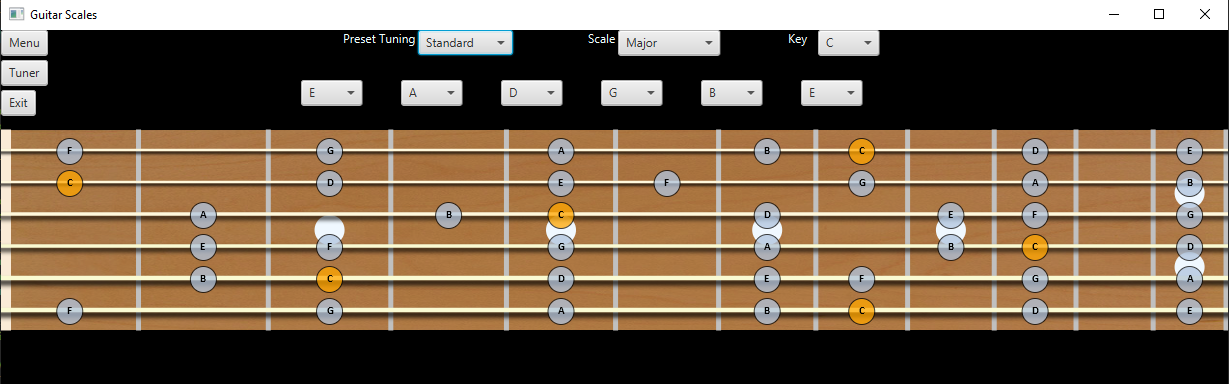 Guitar Scales
Menu Preset Tuning Standard Scale Major Key C
Tuner
E A D G B E
Exit
F G A B C D E
C D E F G A B
A B C D E F G
E F G A B C D
B C D E F G A
F G A B C D E